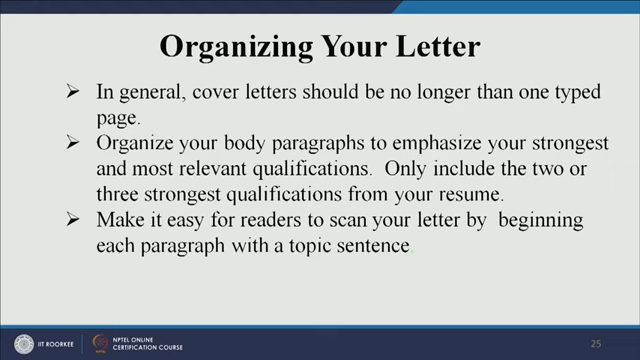 Organizing Your Letter
➢ In general, cover letters should be no longer than one typed
page.
➢ Organize your body paragraphs to emphasize your strongest
and most relevant qualifications. Only include the two or
three strongest qualifications from your resume.
➢ Make it easy for readers to scan your letter by beginning
each paragraph with a topic sentence.
IIT ROORKEE
NPTEL ONLINE
CERTIFICATION COURSE
25